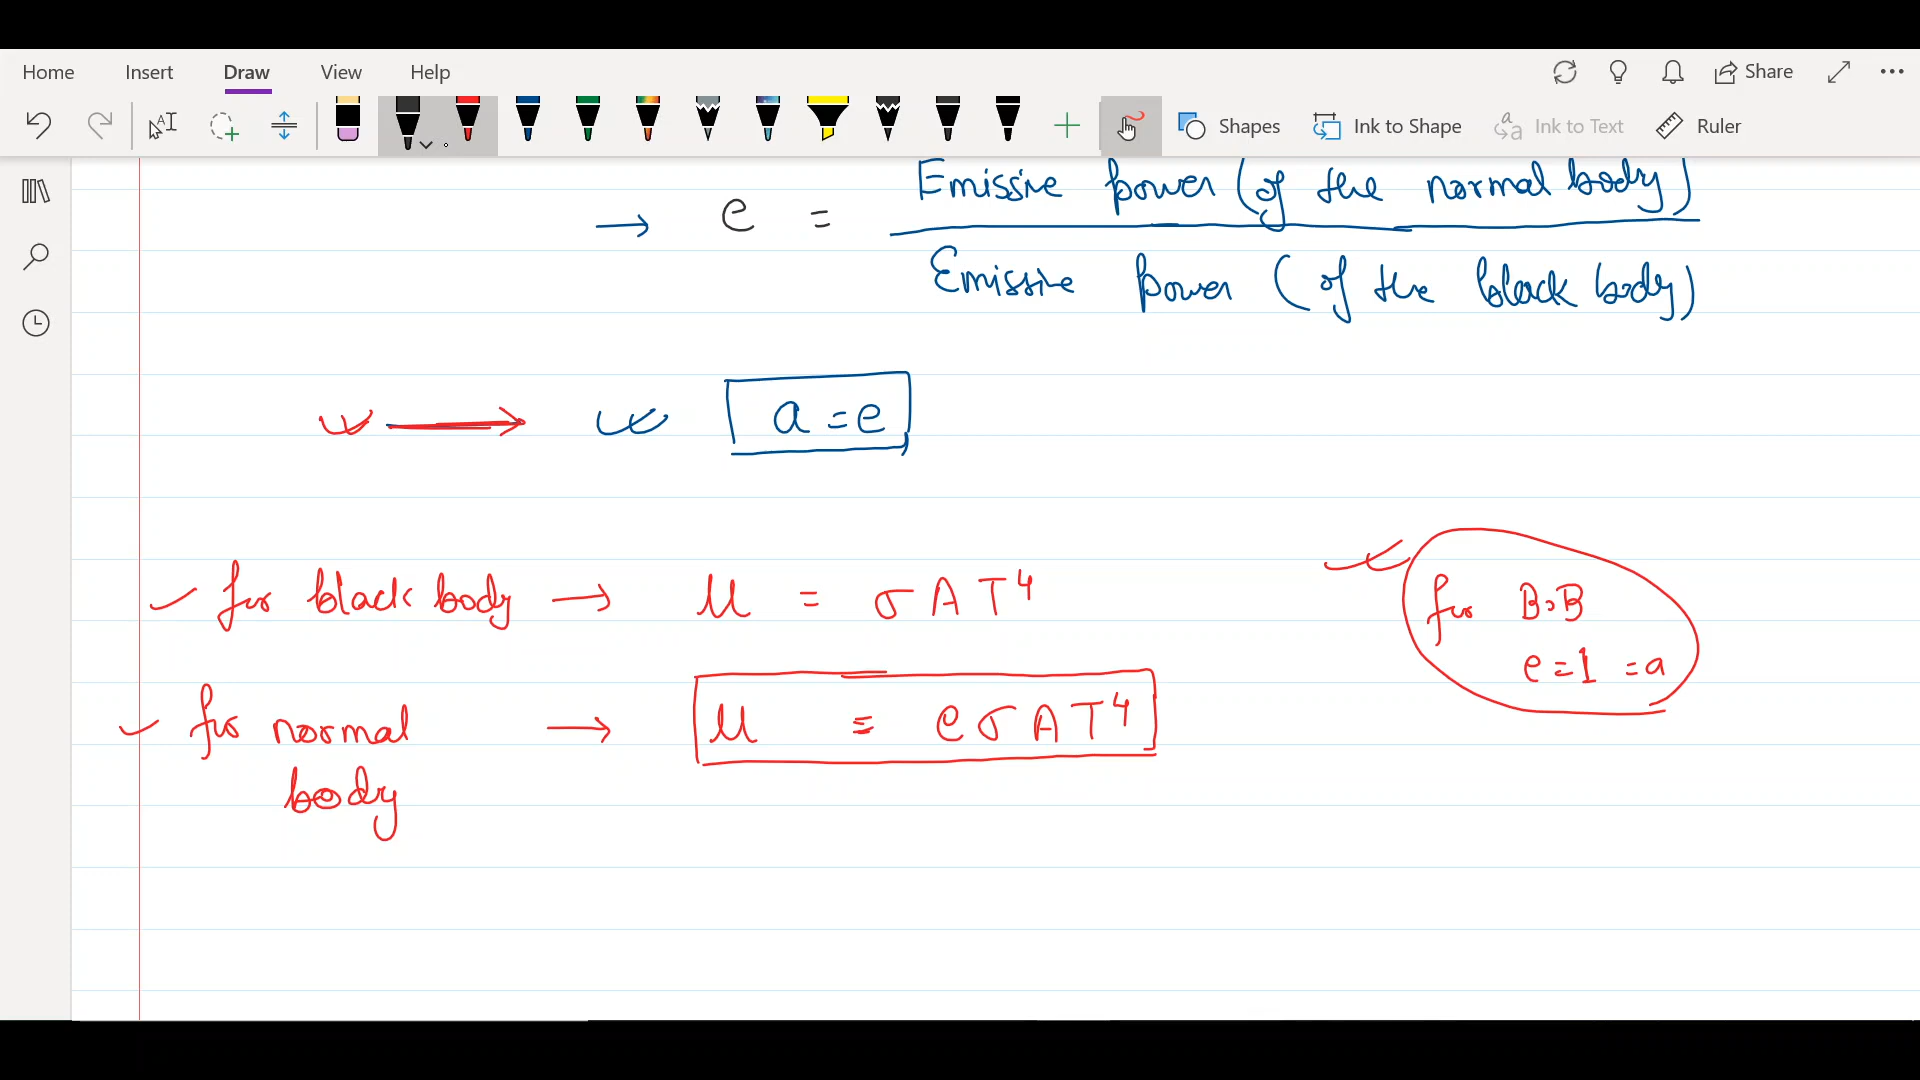 Home Insert Draw View Help Share
Shapes Ink to Shape Ink to Text Ruler
Emissive power (of the normal body)
→ e =
Emissive power (of the black body)
→ a = e
for black body → u = σAT⁴
for B.B
e = 1 = a
for normal → u = eσAT⁴
body